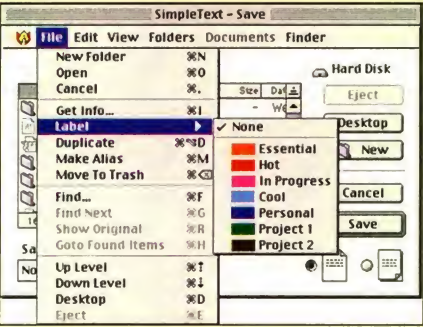 SimpleText - Save
File Edit View Folders Documents Finder
New Folder ⌘N
Open ⌘O
Cancel ⌘.
Get Info... ⌘I
Label
Duplicate ⌘⌥D
Make Alias ⌘M
Move To Trash ⌘⌫
Find... ⌘F
Find Next ⌘G
Show Original ⌘R
Goto Found Items ⌘H
Up Level ⌘↑
Down Level ⌘↓
Desktop ⌘D
Eject ⌘E
✓ None
Essential
Hot
In Progress
Cool
Personal
Project 1
Project 2
Size
-
Hard Disk
Eject
Desktop
New
Cancel
Save